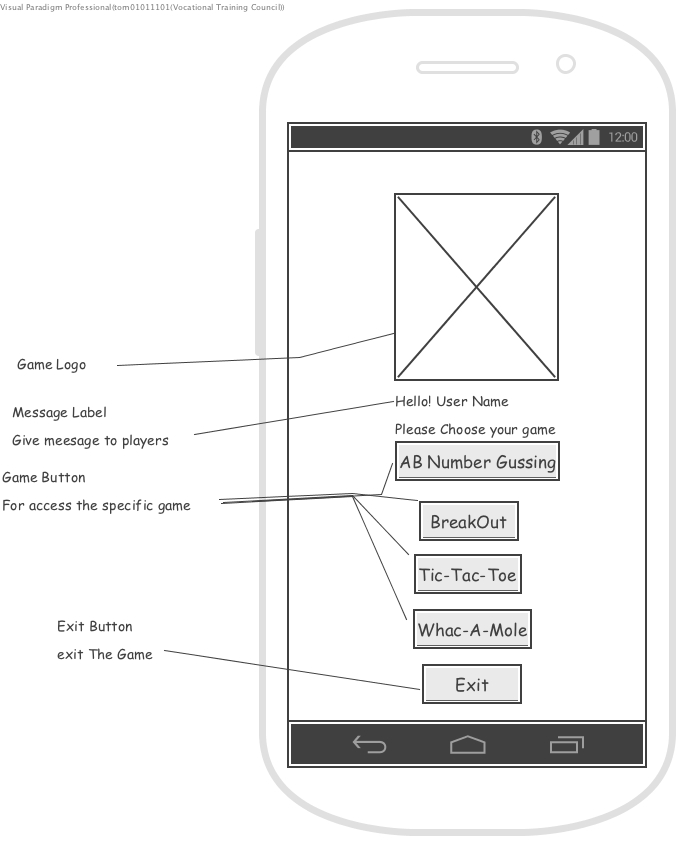 Visual Paradigm Professional(tom01011101(Vocational Training Council))
12:00
Game Logo
Message Label
Give meesage to players
Hello! User Name
Please Choose your game
Game Button
For access the specific game
AB Number Gussing
BreakOut
Tic-Tac-Toe
Whac-A-Mole
Exit Button
exit The Game
Exit